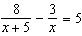 8/(x + 5) − 3/x = 5